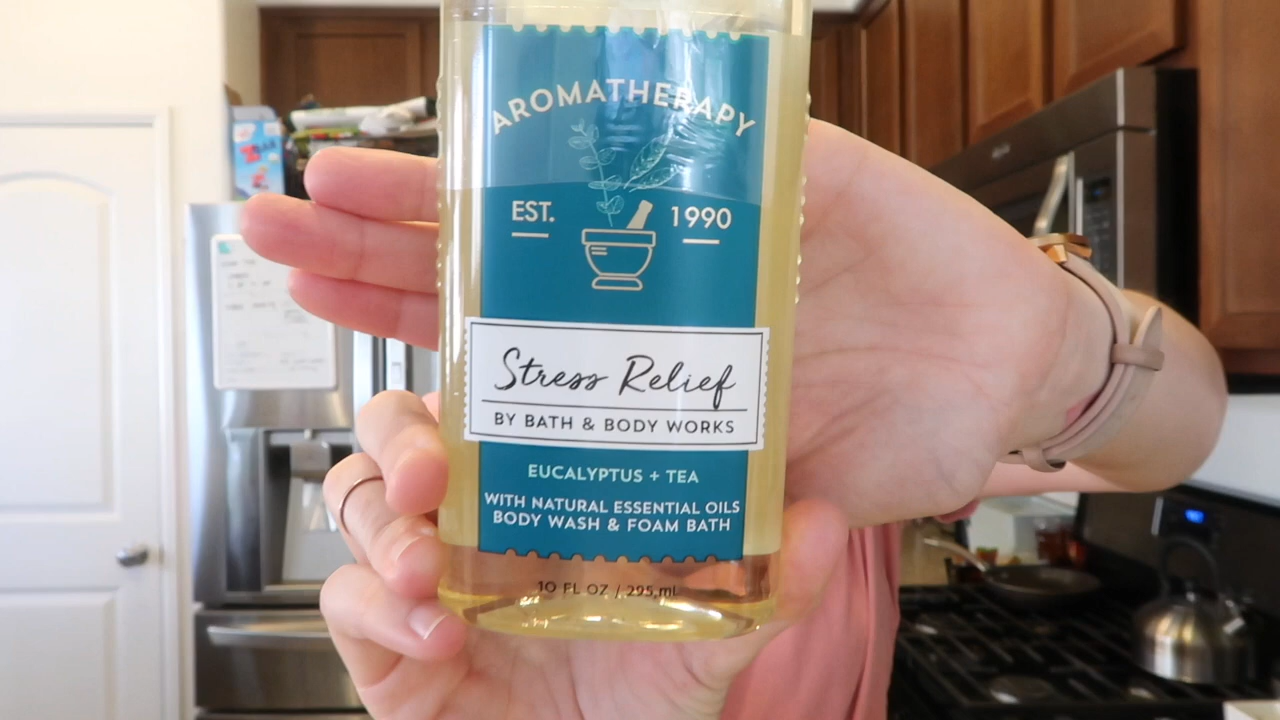 AROMATHERAPY
EST. 1990
Stress Relief
BY BATH & BODY WORKS
EUCALYPTUS + TEA
WITH NATURAL ESSENTIAL OILS
BODY WASH & FOAM BATH
10 FL OZ / 295 mL